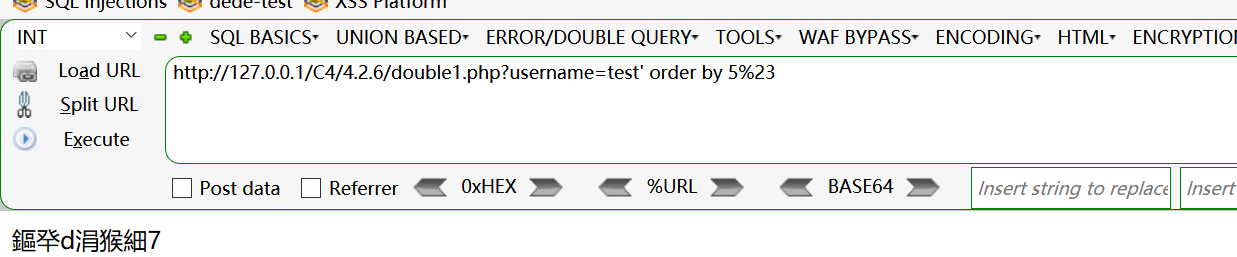 SQL Injections dede-test XSS Platform
INT SQL BASICS UNION BASED ERROR/DOUBLE QUERY TOOLS WAF BYPASS ENCODING HTML ENCRYPTION
Load URL http://127.0.0.1/C4/4.2.6/double1.php?username=test' order by 5%23
Split URL
Execute
Post data Referrer 0xHEX %URL BASE64 Insert string to replace Insert
鏂癷d涓猴細7